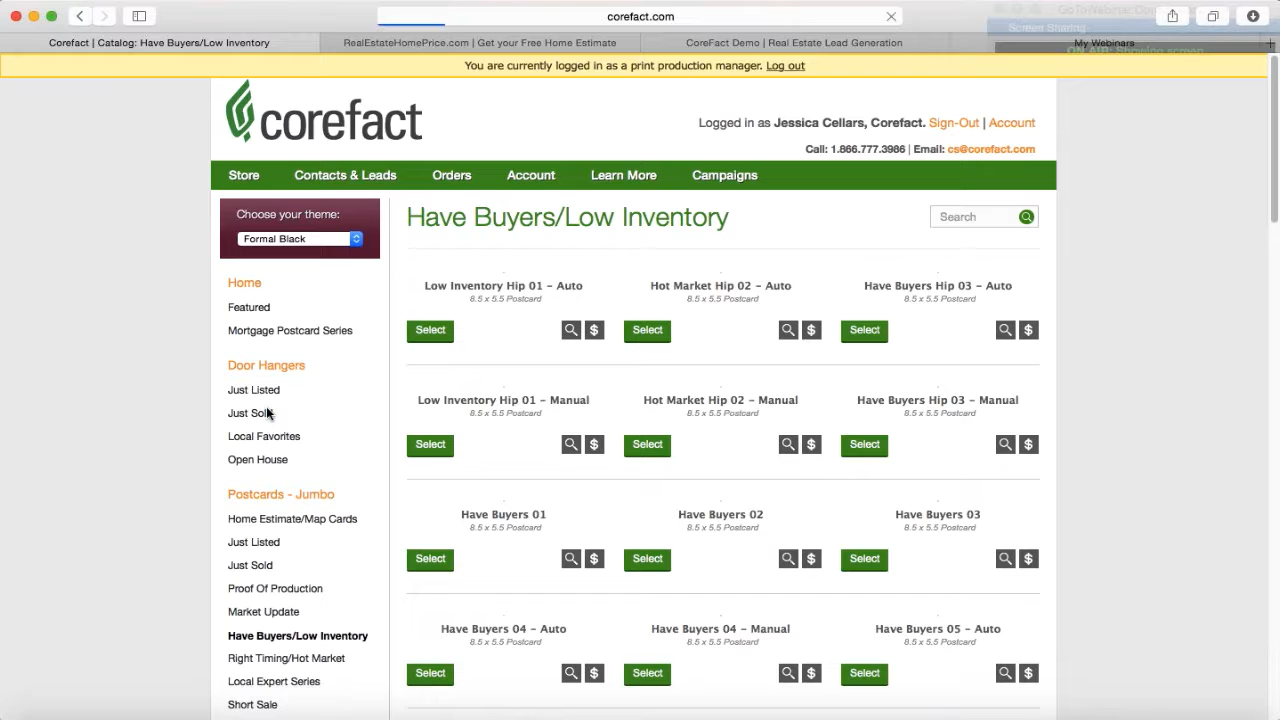 corefact.com
GoToWebinar
Screen Sharing
Corefact | Catalog: Have Buyers/Low Inventory
RealEstateHomePrice.com | Get your Free Home Estimate
CoreFact Demo | Real Estate Lead Generation
My Webinars
You are currently logged in as a print production manager. Log out
corefact
Logged in as Jessica Cellars, Corefact. Sign-Out | Account
Call: 1.866.777.3986 | Email: cs@corefact.com
Store Contacts & Leads Orders Account Learn More Campaigns
Choose your theme:
Formal Black
Home
Featured
Mortgage Postcard Series
Door Hangers
Just Listed
Just Sold
Local Favorites
Open House
Postcards - Jumbo
Home Estimate/Map Cards
Just Listed
Just Sold
Proof Of Production
Market Update
Have Buyers/Low Inventory
Right Timing/Hot Market
Local Expert Series
Short Sale
Have Buyers/Low Inventory
Search
Low Inventory Hip 01 - Auto Hot Market Hip 02 - Auto Have Buyers Hip 03 - Auto
8.5 x 5.5 Postcard 8.5 x 5.5 Postcard 8.5 x 5.5 Postcard
Select $ Select $ Select $
Low Inventory Hip 01 - Manual Hot Market Hip 02 - Manual Have Buyers Hip 03 - Manual
8.5 x 5.5 Postcard 8.5 x 5.5 Postcard 8.5 x 5.5 Postcard
Select $ Select $ Select $
Have Buyers 01 Have Buyers 02 Have Buyers 03
8.5 x 5.5 Postcard 8.5 x 5.5 Postcard 8.5 x 5.5 Postcard
Select $ Select $ Select $
Have Buyers 04 - Auto Have Buyers 04 - Manual Have Buyers 05 - Auto
8.5 x 5.5 Postcard 8.5 x 5.5 Postcard 8.5 x 5.5 Postcard
Select $ Select $ Select $